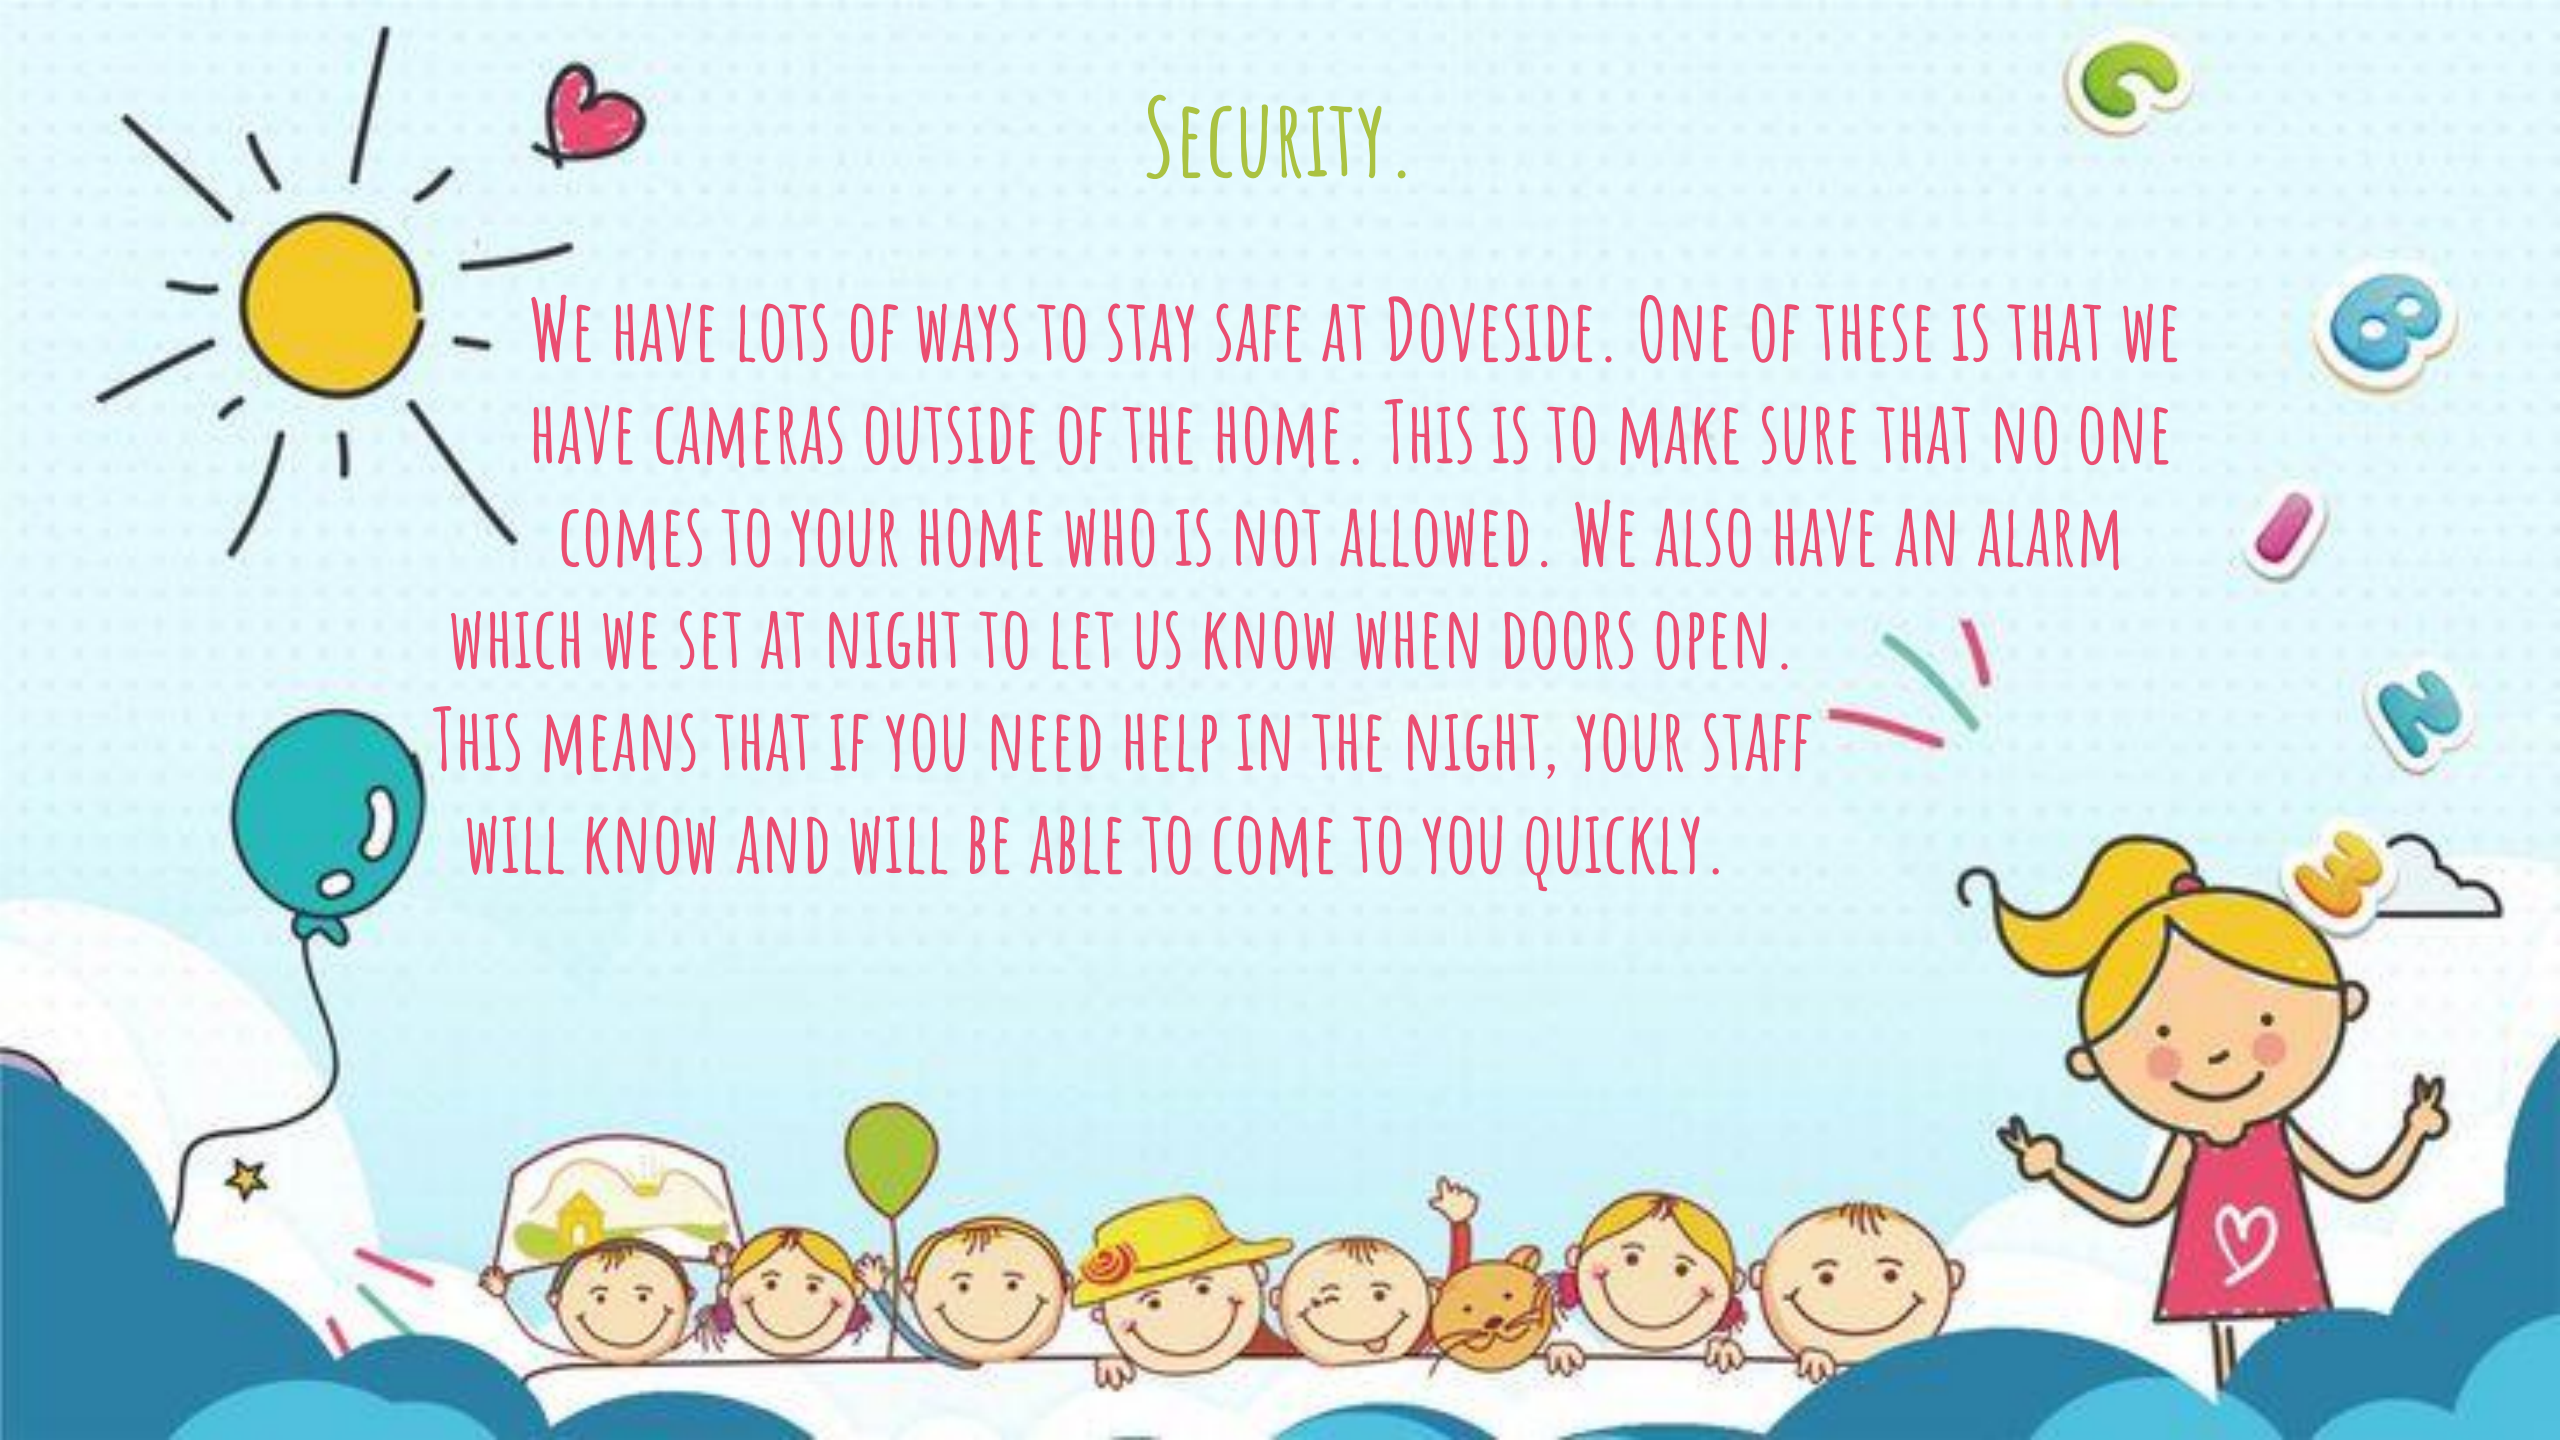 Security.
We have lots of ways to stay safe at Doveside. One of these is that we
have cameras outside of the home. This is to make sure that no one
comes to your home who is not allowed. We also have an alarm
which we set at night to let us know when doors open.
This means that if you need help in the night, your staff
will know and will be able to come to you quickly.
C
B
I
N
3